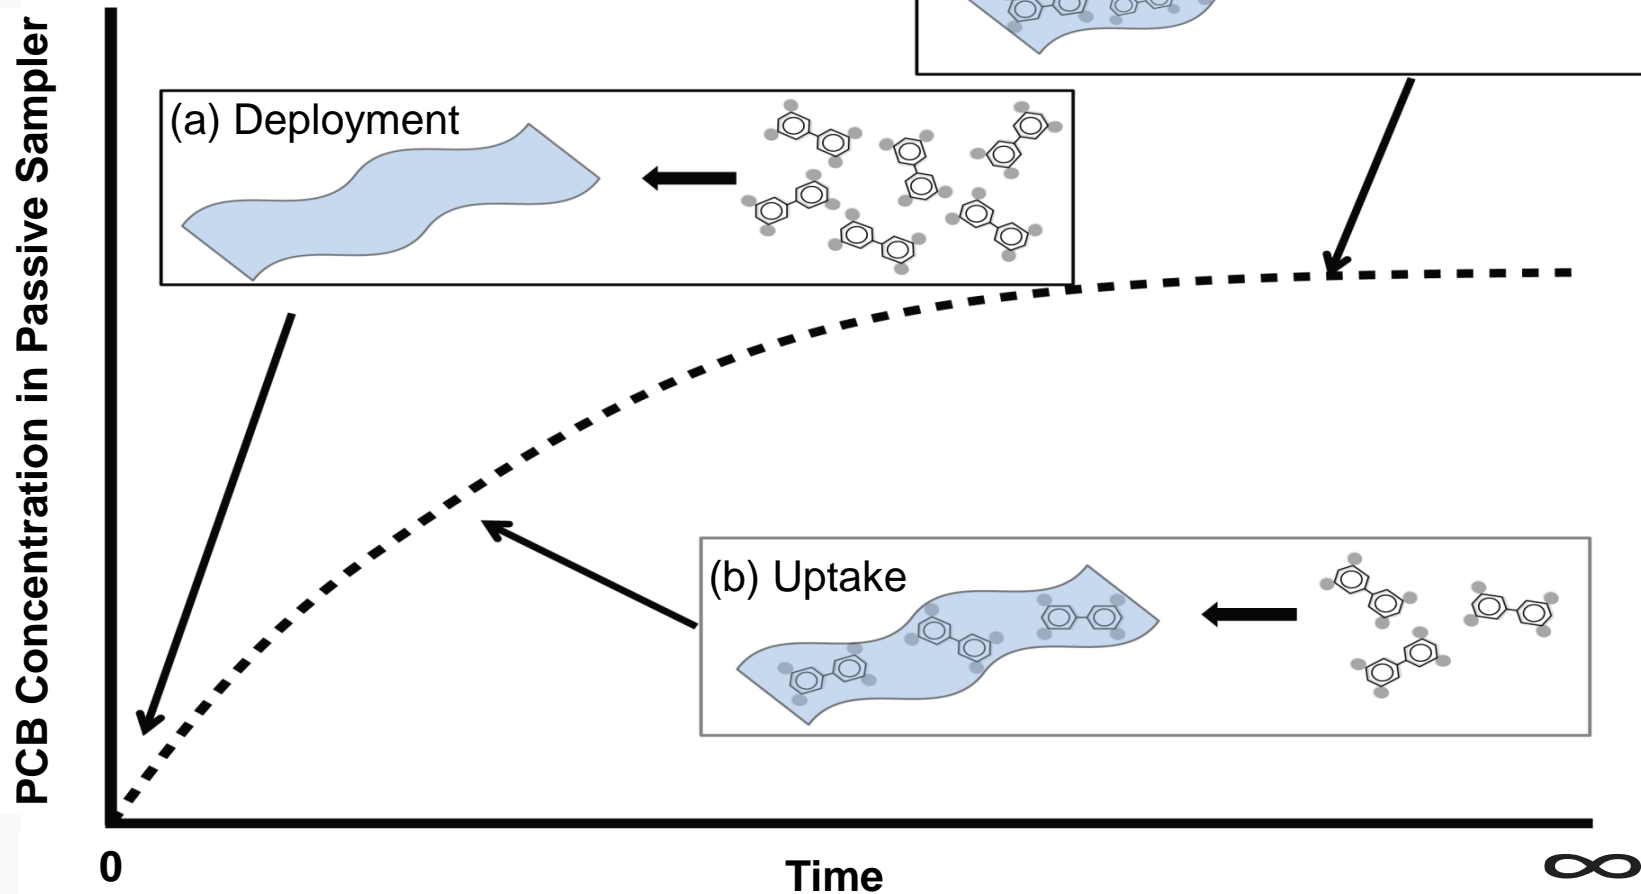 PCB Concentration in Passive Sampler
(a) Deployment
(b) Uptake
0
Time
∞